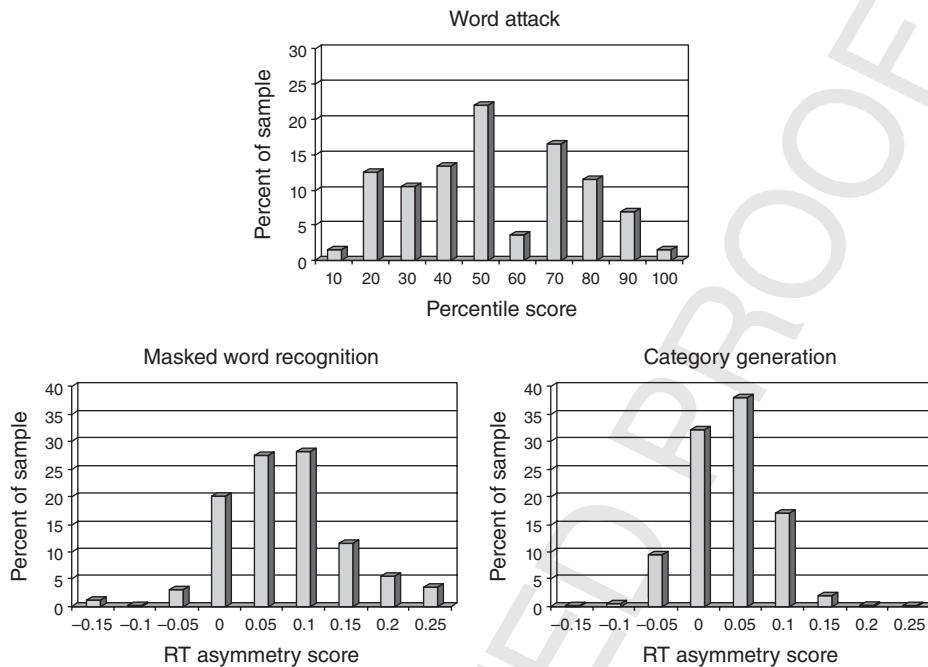 Word attack
30
25
20
15
10
5
0
Percent of sample
10 20 30 40 50 60 70 80 90 100
Percentile score
Masked word recognition
40
35
30
25
20
15
10
5
0
Percent of sample
–0.15 –0.1 –0.05 0 0.05 0.1 0.15 0.2 0.25
RT asymmetry score
Category generation
40
35
30
25
20
15
10
5
0
Percent of sample
–0.15 –0.1 –0.05 0 0.05 0.1 0.15 0.2 0.25
RT asymmetry score
ED PROOF